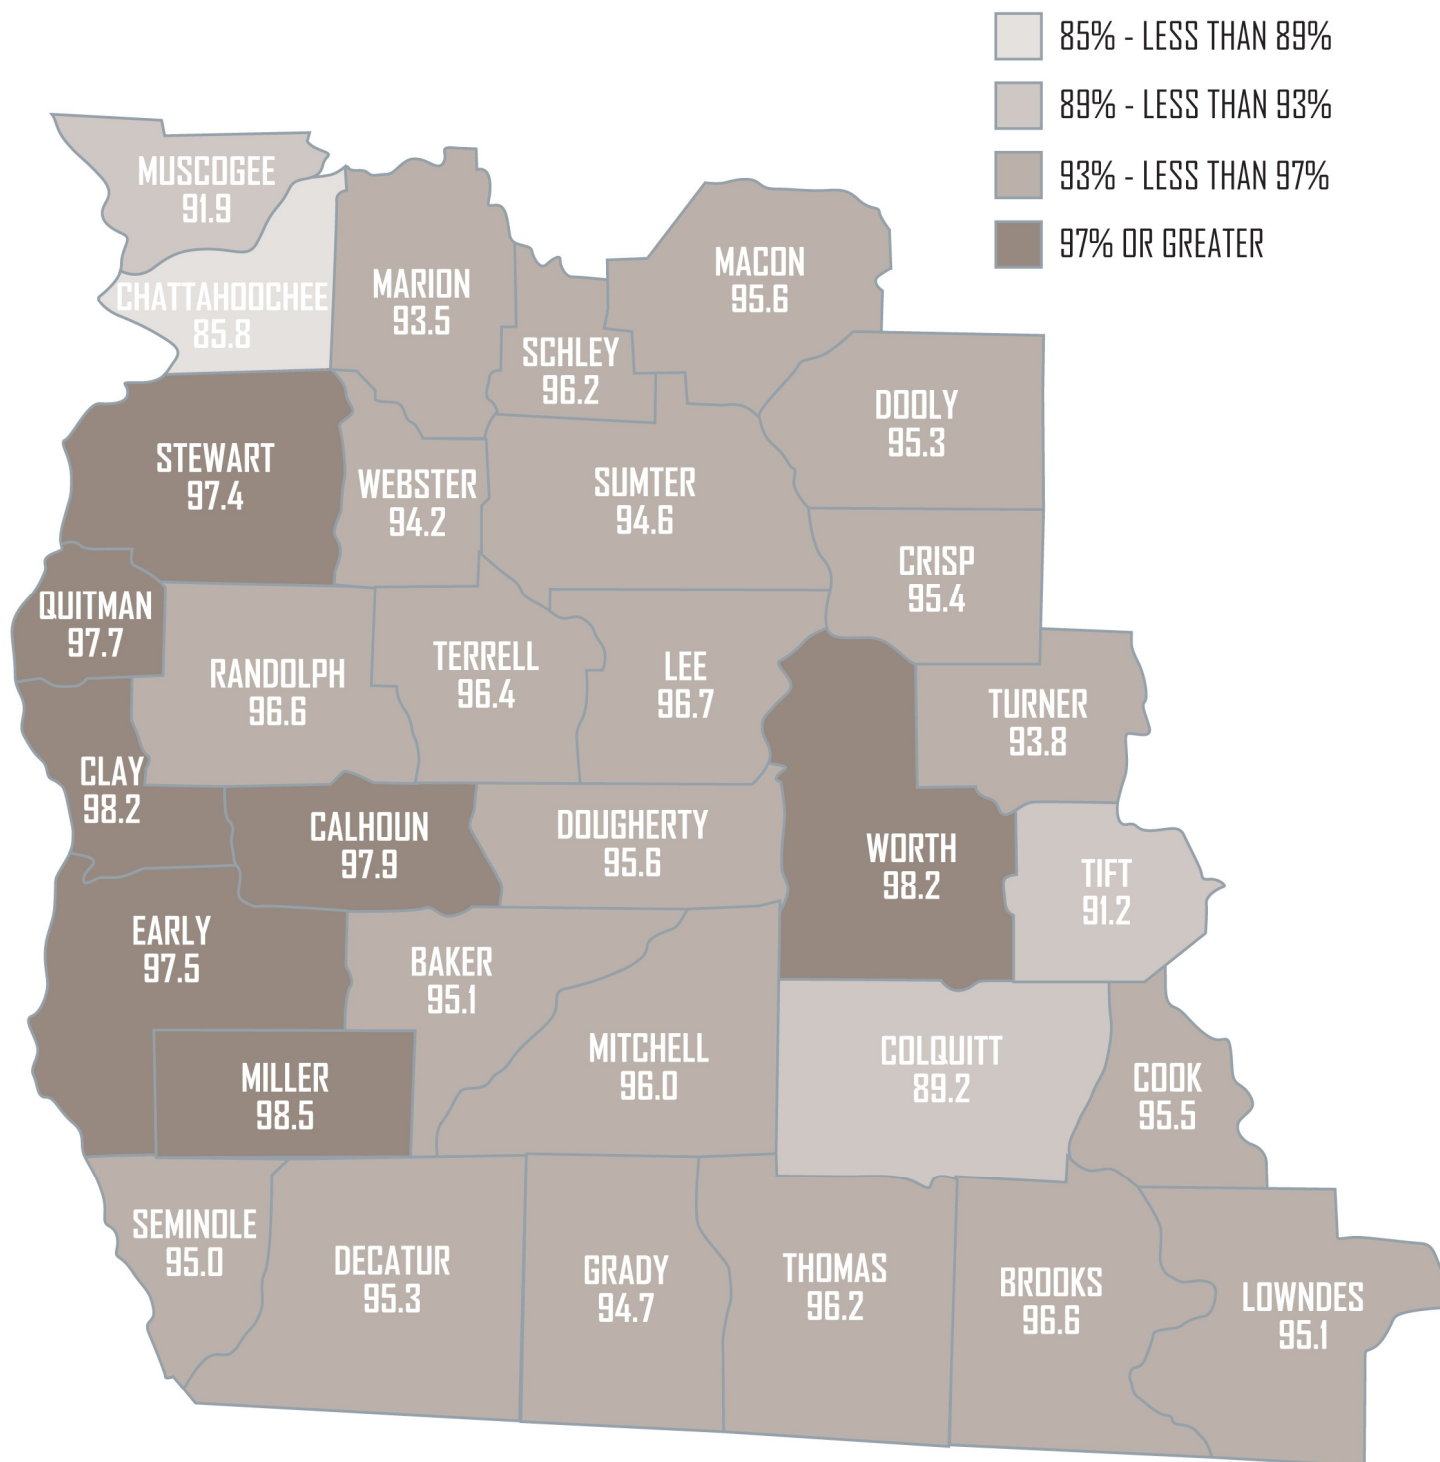 85% - LESS THAN 89%
89% - LESS THAN 93%
93% - LESS THAN 97%
97% OR GREATER
MUSCOGEE
91.9
CHATTAHOOCHEE
85.8
MARION
93.5
SCHLEY
96.2
MACON
95.6
DOOLY
95.3
STEWART
97.4
WEBSTER
94.2
SUMTER
94.6
CRISP
95.4
QUITMAN
97.7
RANDOLPH
96.6
TERRELL
96.4
LEE
96.7
TURNER
93.8
CLAY
98.2
CALHOUN
97.9
DOUGHERTY
95.6
WORTH
98.2
TIFT
91.2
EARLY
97.5
BAKER
95.1
MITCHELL
96.0
COLQUITT
89.2
COOK
95.5
MILLER
98.5
SEMINOLE
95.0
DECATUR
95.3
GRADY
94.7
THOMAS
96.2
BROOKS
96.6
LOWNDES
95.1